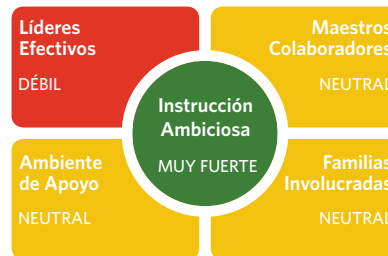 Líderes
Efectivos
DÉBIL
Maestros
Colaboradores
NEUTRAL
Instrucción
Ambiciosa
MUY FUERTE
Ambiente
de Apoyo
NEUTRAL
Familias
Involucradas
NEUTRAL